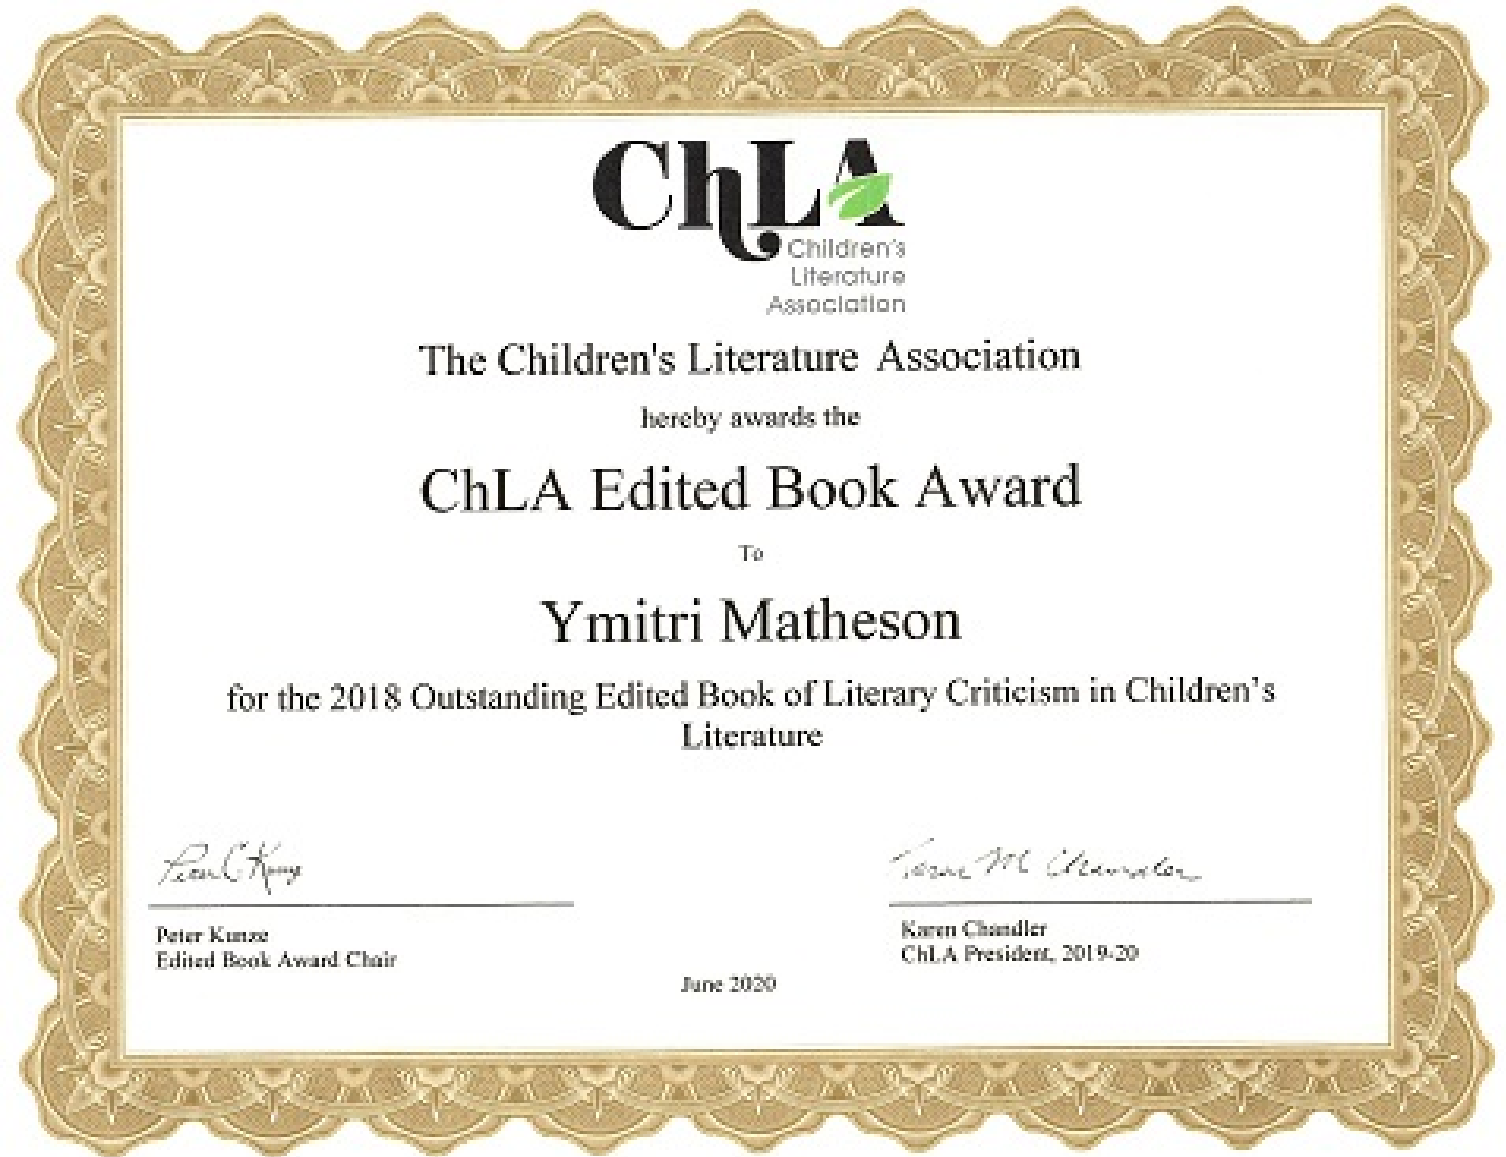 ChLA
Children's
Literature
Association
The Children's Literature Association
hereby awards the
ChLA Edited Book Award
To
Ymitri Matheson
for the 2018 Outstanding Edited Book of Literary Criticism in Children’s
Literature
Peter Kunze
Edited Book Award Chair
Karen M Chandler
Karen Chandler
ChLA President, 2019-20
June 2020